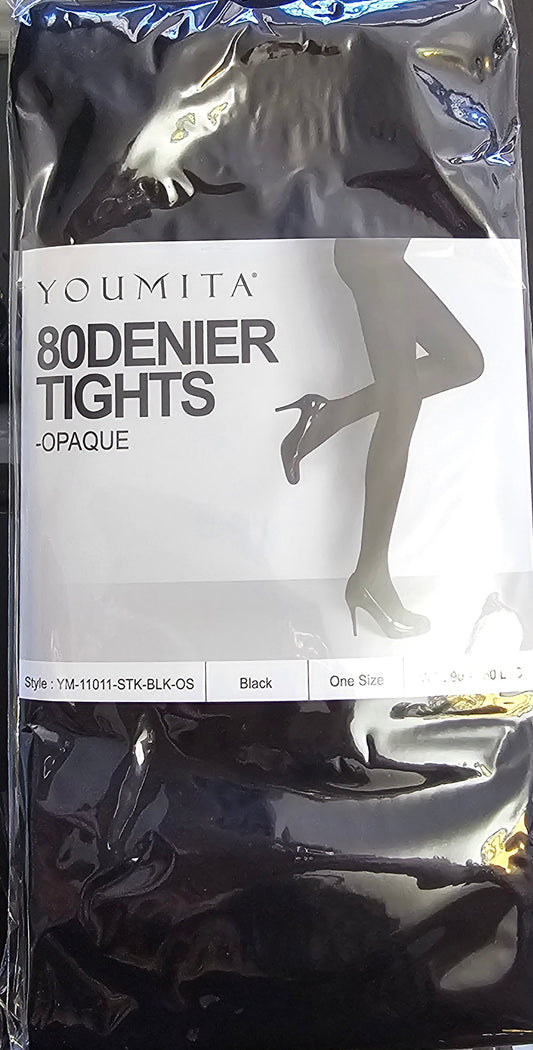 YOUMITA®
80DENIER
TIGHTS
-OPAQUE
Style : YM-11011-STK-BLK-OS Black One Size